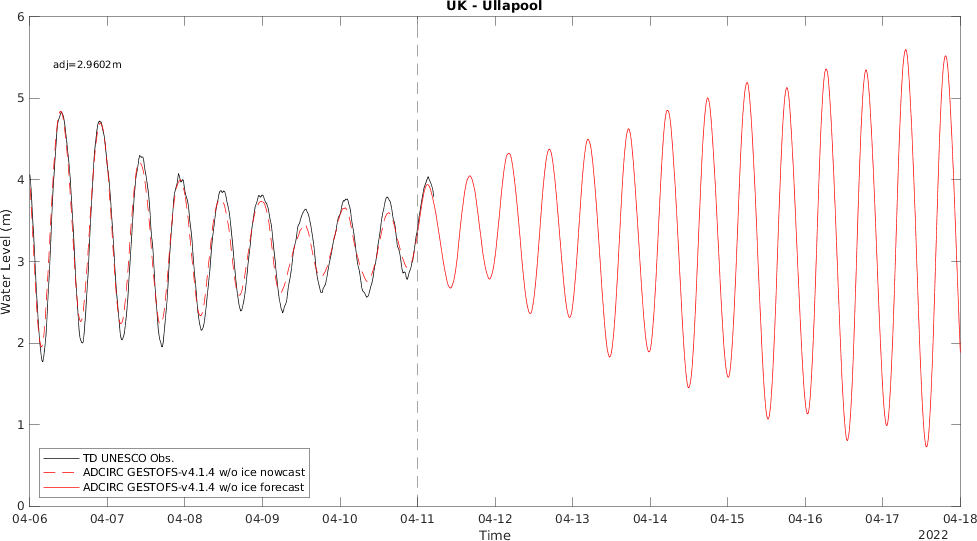 UK - Ullapool
6
adj=2.9602m
5
4
3
2
1
0
Water Level (m)
TD UNESCO Obs.
ADCIRC GESTOFS-v4.1.4 w/o ice nowcast
ADCIRC GESTOFS-v4.1.4 w/o ice forecast
04-06 04-07 04-08 04-09 04-10 04-11 04-12 04-13 04-14 04-15 04-16 04-17 04-18
Time
2022